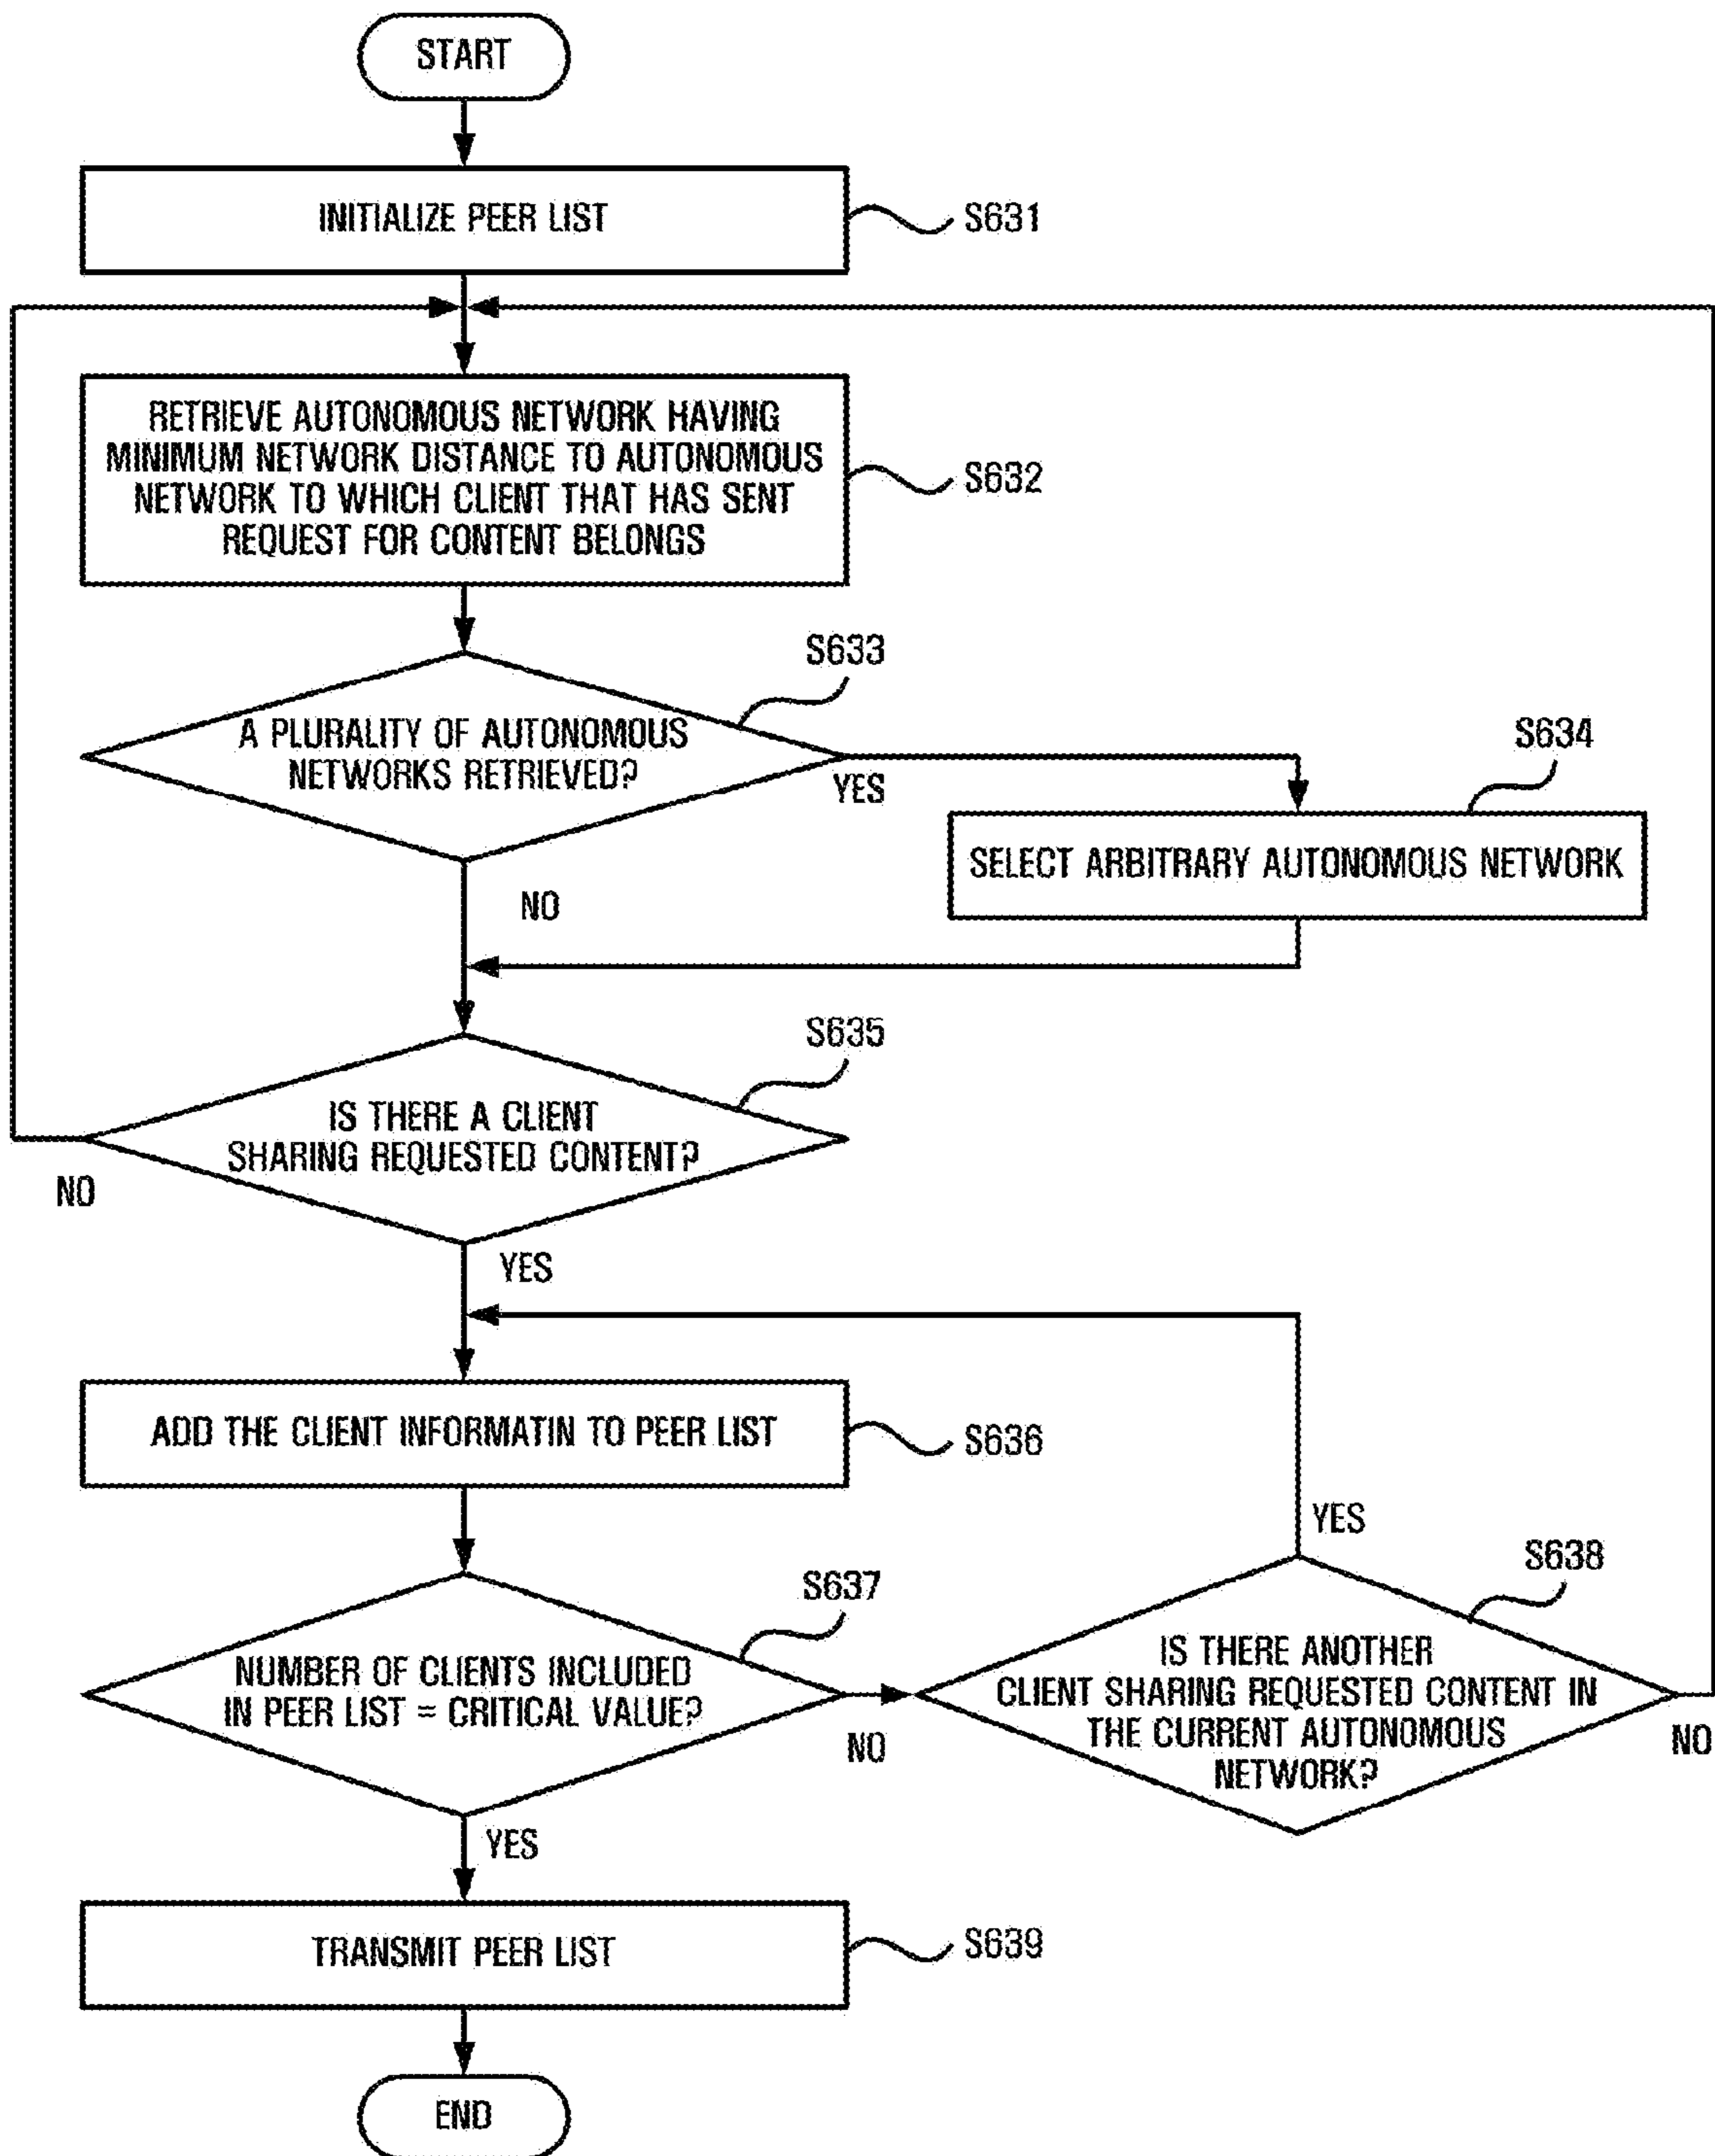 START
INITIALIZE PEER LIST
S631
RETRIEVE AUTONOMOUS NETWORK HAVING
MINIMUM NETWORK DISTANCE TO AUTONOMOUS
NETWORK TO WHICH CLIENT THAT HAS SENT
REQUEST FOR CONTENT BELONGS
S632
S633
A PLURALITY OF AUTONOMOUS
NETWORKS RETRIEVED?
YES
S634
SELECT ARBITRARY AUTONOMOUS NETWORK
NO
S635
IS THERE A CLIENT
SHARING REQUESTED CONTENT?
NO
YES
ADD THE CLIENT INFORMATIN TO PEER LIST
S636
S637
NUMBER OF CLIENTS INCLUDED
IN PEER LIST = CRITICAL VALUE?
NO
YES
S638
IS THERE ANOTHER
CLIENT SHARING REQUESTED CONTENT IN
THE CURRENT AUTONOMOUS
NETWORK?
NO
YES
TRANSMIT PEER LIST
S639
END